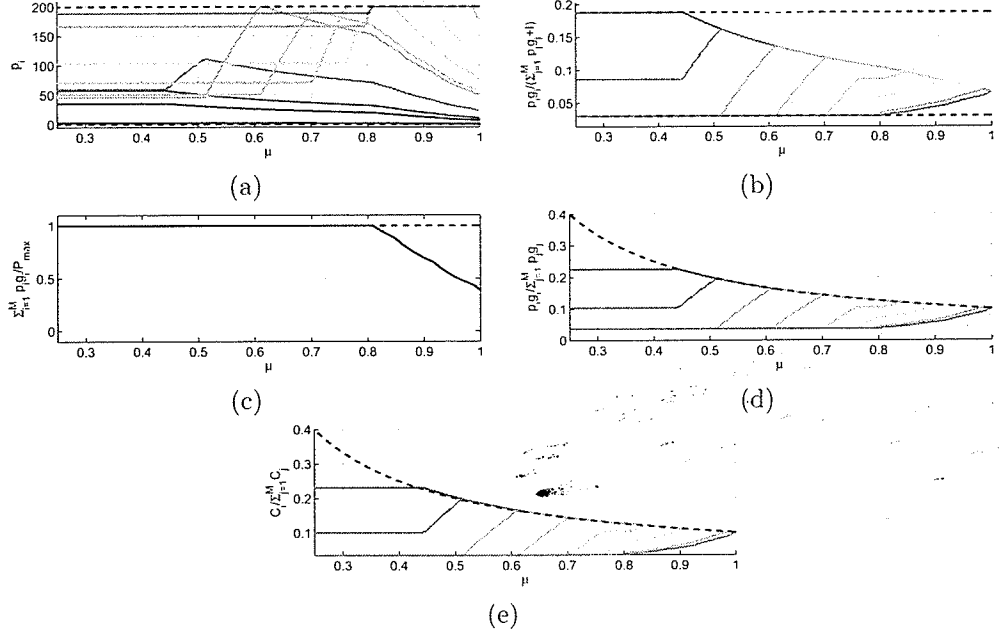 200
150
100
50
0
p_i
0.3 0.4 0.5 0.6 0.7 0.8 0.9 1
μ
(a)
0.2
0.15
0.1
0.05
p_i g_i/(Σ_{j=1}^M p_j g_j+I)
0.3 0.4 0.5 0.6 0.7 0.8 0.9 1
μ
(b)
1
0.5
0
Σ_{i=1}^M p_i g_i/P_max
0.3 0.4 0.5 0.6 0.7 0.8 0.9 1
μ
(c)
0.4
0.3
0.2
0.1
0
p_i g_i/Σ_{j=1}^M p_j g_j
0.3 0.4 0.5 0.6 0.7 0.8 0.9 1
μ
(d)
0.4
0.3
0.2
0.1
C_i/Σ_{j=1}^M C_j
0.3 0.4 0.5 0.6 0.7 0.8 0.9 1
μ
(e)